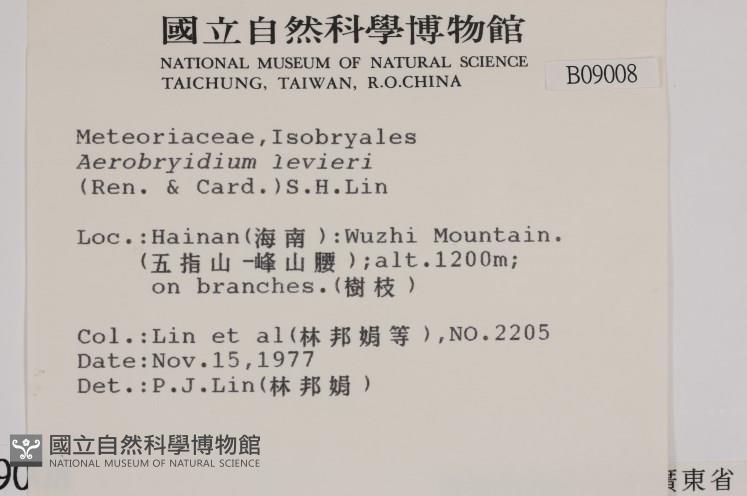 國立自然科學博物館
NATIONAL MUSEUM OF NATURAL SCIENCE
TAICHUNG, TAIWAN, R.O.CHINA
B09008
Meteoriaceae,Isobryales
Aerobryidium levieri
(Ren. & Card.)S.H.Lin
Loc.:Hainan(海南):Wuzhi Mountain.
(五指山-峰山腰);alt.1200m;
on branches.(樹枝)
Col.:Lin et al(林邦娟等),NO.2205
Date:Nov.15,1977
Det.:P.J.Lin(林邦娟)
國立自然科學博物館
NATIONAL MUSEUM OF NATURAL SCIENCE
90
廣東省